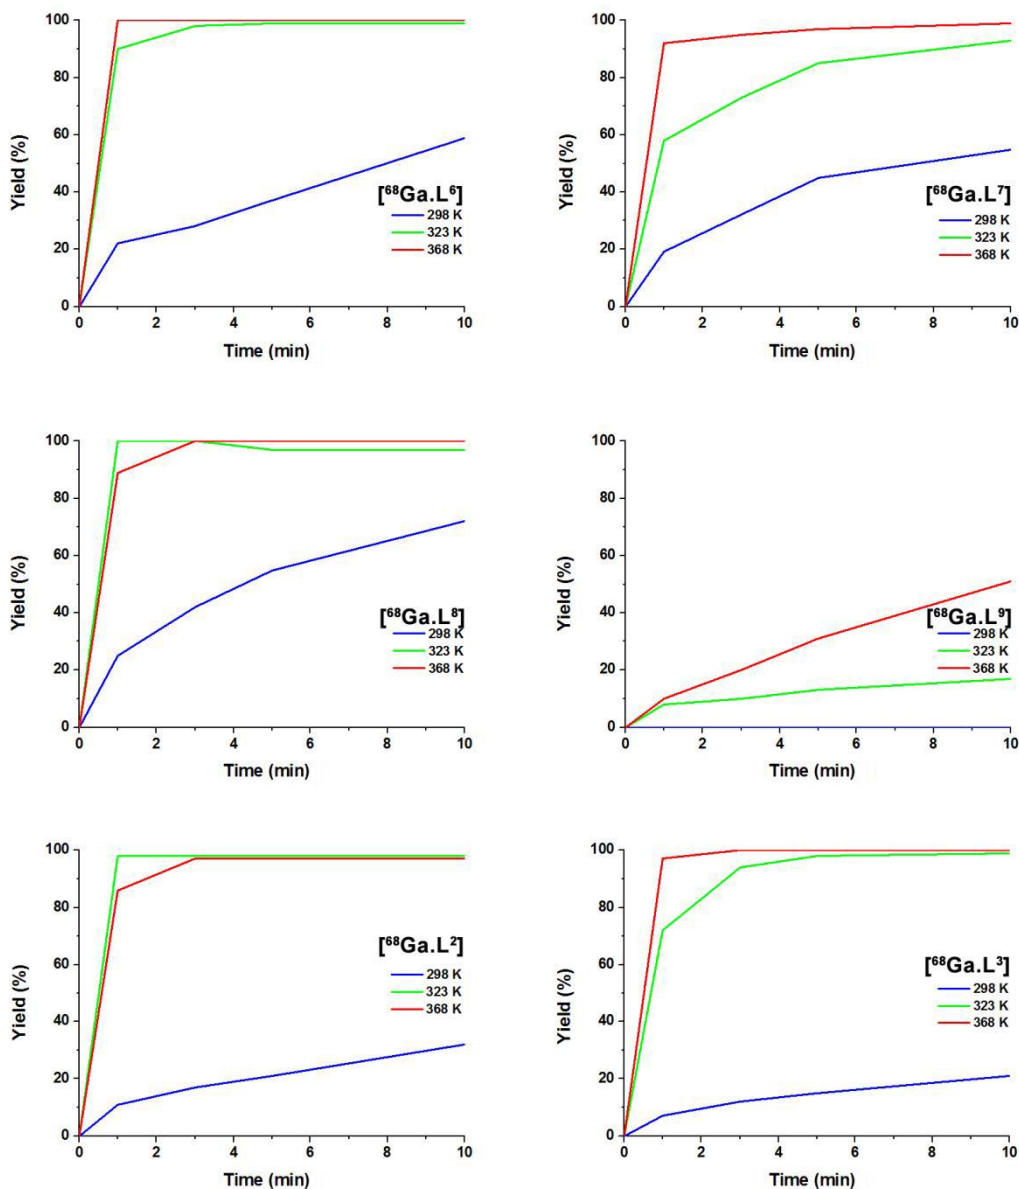 100
80
60
40
20
0
Yield (%)
[⁶⁸Ga.L⁶]
298 K
323 K
368 K
0 2 4 6 8 10
Time (min)
100
80
60
40
20
0
Yield (%)
[⁶⁸Ga.L⁷]
298 K
323 K
368 K
0 2 4 6 8 10
Time (min)
100
80
60
40
20
0
Yield (%)
[⁶⁸Ga.L⁸]
298 K
323 K
368 K
0 2 4 6 8 10
Time (min)
100
80
60
40
20
0
Yield (%)
[⁶⁸Ga.L⁹]
298 K
323 K
368 K
0 2 4 6 8 10
Time (min)
100
80
60
40
20
0
Yield (%)
[⁶⁸Ga.L²]
298 K
323 K
368 K
0 2 4 6 8 10
Time (min)
100
80
60
40
20
0
Yield (%)
[⁶⁸Ga.L³]
298 K
323 K
368 K
0 2 4 6 8 10
Time (min)